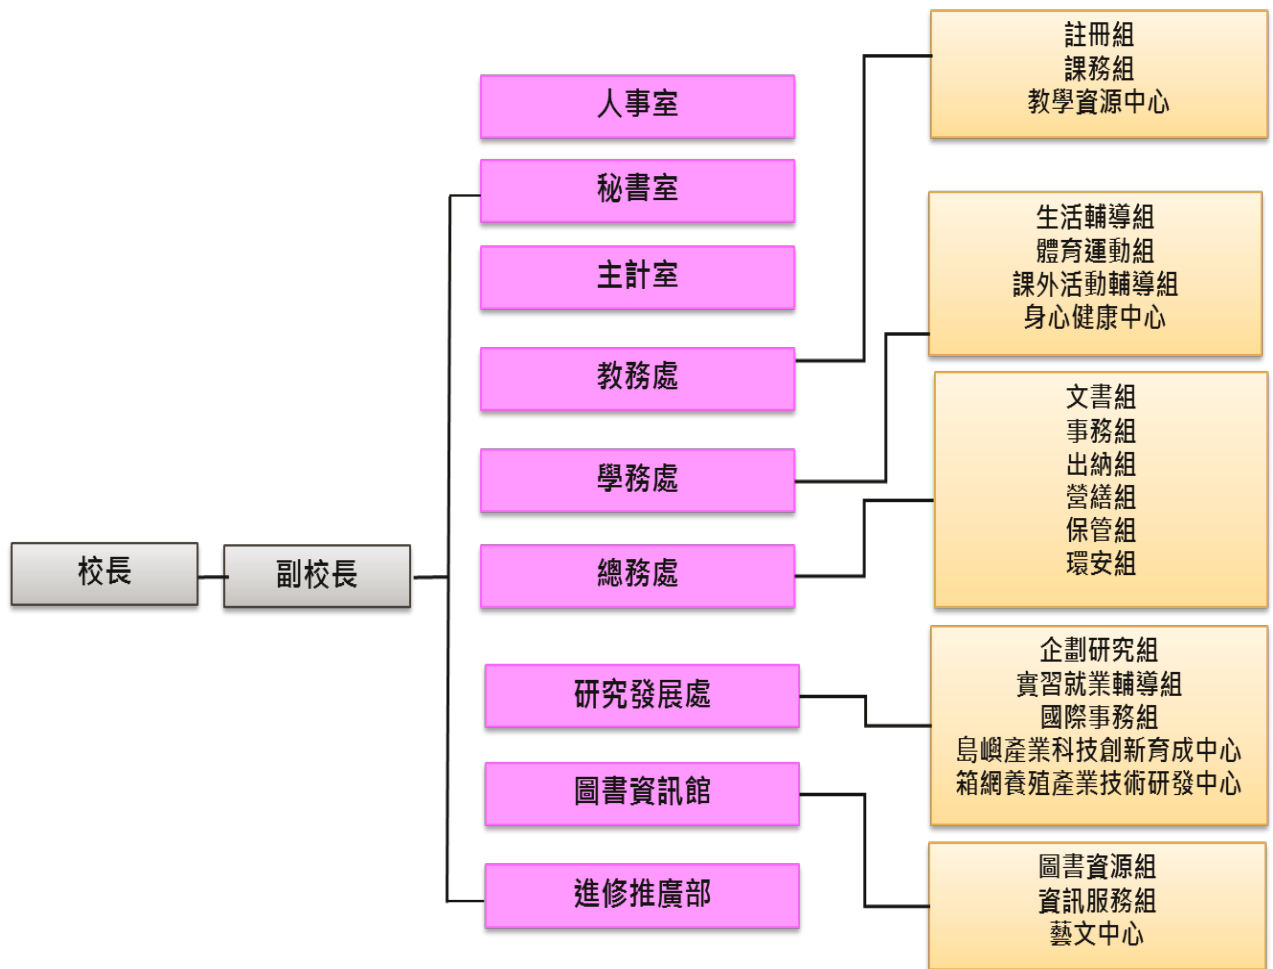 校長
副校長
人事室
秘書室
主計室
教務處
學務處
總務處
研究發展處
圖書資訊館
進修推廣部
註冊組
課務組
教學資源中心
生活輔導組
體育運動組
課外活動輔導組
身心健康中心
文書組
事務組
出納組
營繕組
保管組
環安組
企劃研究組
實習就業輔導組
國際事務組
島嶼產業科技創新育成中心
箱網養殖產業技術研發中心
圖書資源組
資訊服務組
藝文中心